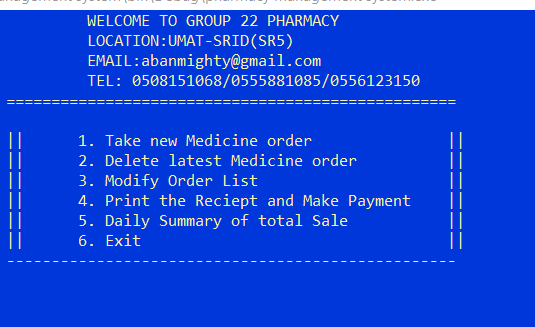 WELCOME TO GROUP 22 PHARMACY
LOCATION:UMAT-SRID(SR5)
EMAIL:abanmighty@gmail.com
TEL: 0508151068/0555881085/0556123150
==================================================
|| 1. Take new Medicine order ||
|| 2. Delete latest Medicine order ||
|| 3. Modify Order List ||
|| 4. Print the Reciept and Make Payment ||
|| 5. Daily Summary of total Sale ||
|| 6. Exit ||
--------------------------------------------------